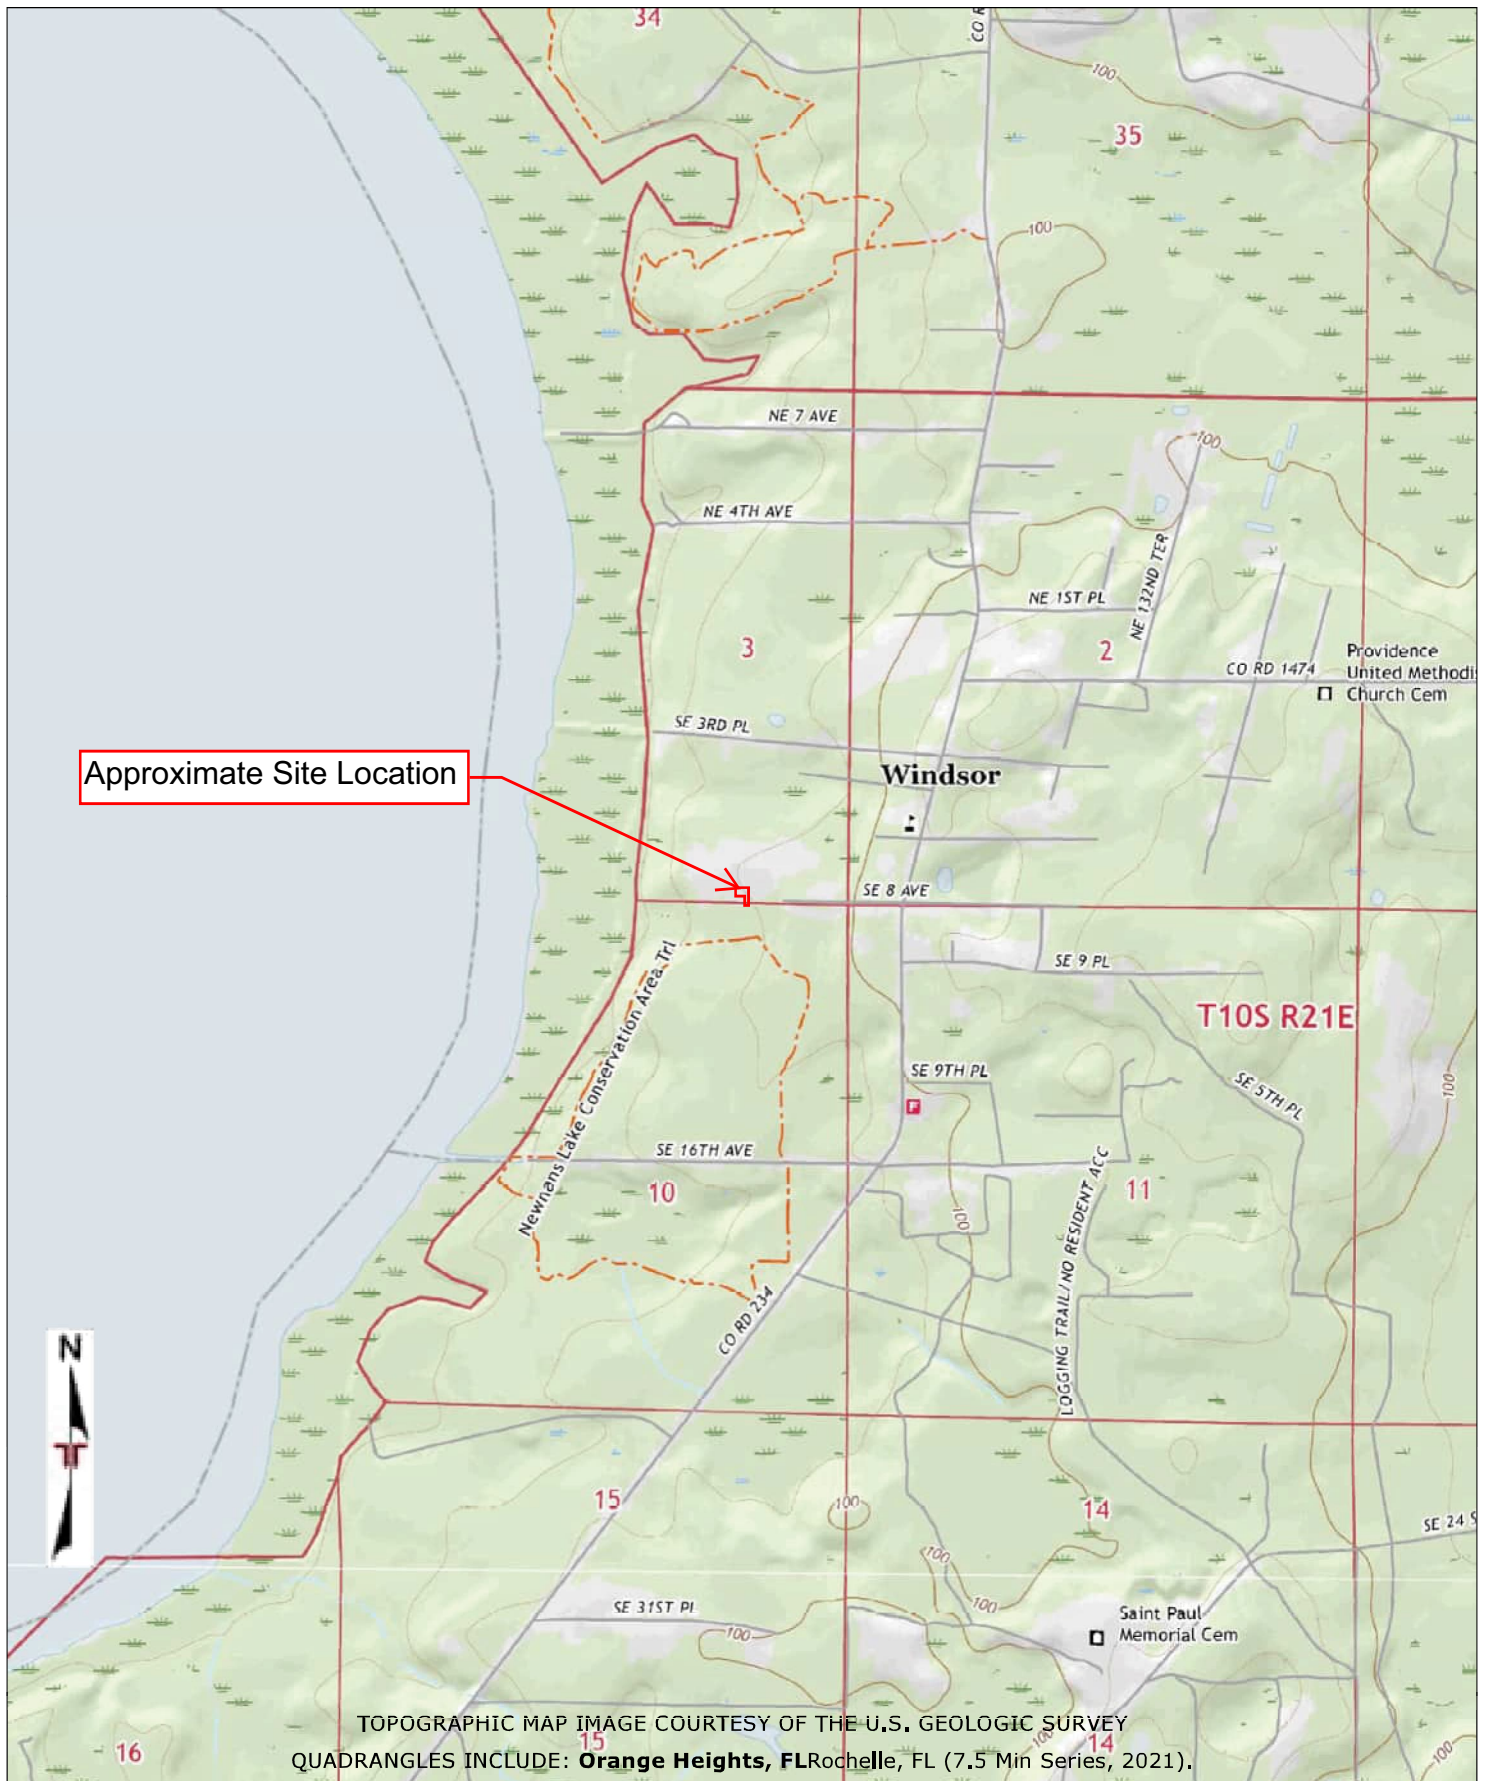 34
CO R
100
35
100
NE 7 AVE
100
NE 4TH AVE
NE 132ND TER
NE 1ST PL
3
2
Providence
United Methodi
Church Cem
CO RD 1474
SE 3RD PL
Approximate Site Location
Windsor
SE 8 AVE
Newnans Lake Conservation Area Trl
SE 9 PL
T10S R21E
SE 9TH PL
SE 5TH PL
100
F
SE 16TH AVE
10
11
100
LOGGING TRAIL/NO RESIDENT ACC
CO RD 234
N
T
15
100
14
SE 24 S
100
100
SE 31ST PL
100
Saint Paul
Memorial Cem
TOPOGRAPHIC MAP IMAGE COURTESY OF THE U.S. GEOLOGIC SURVEY
16
15
100
14
100
QUADRANGLES INCLUDE: Orange Heights, FLRochelle, FL (7.5 Min Series, 2021).